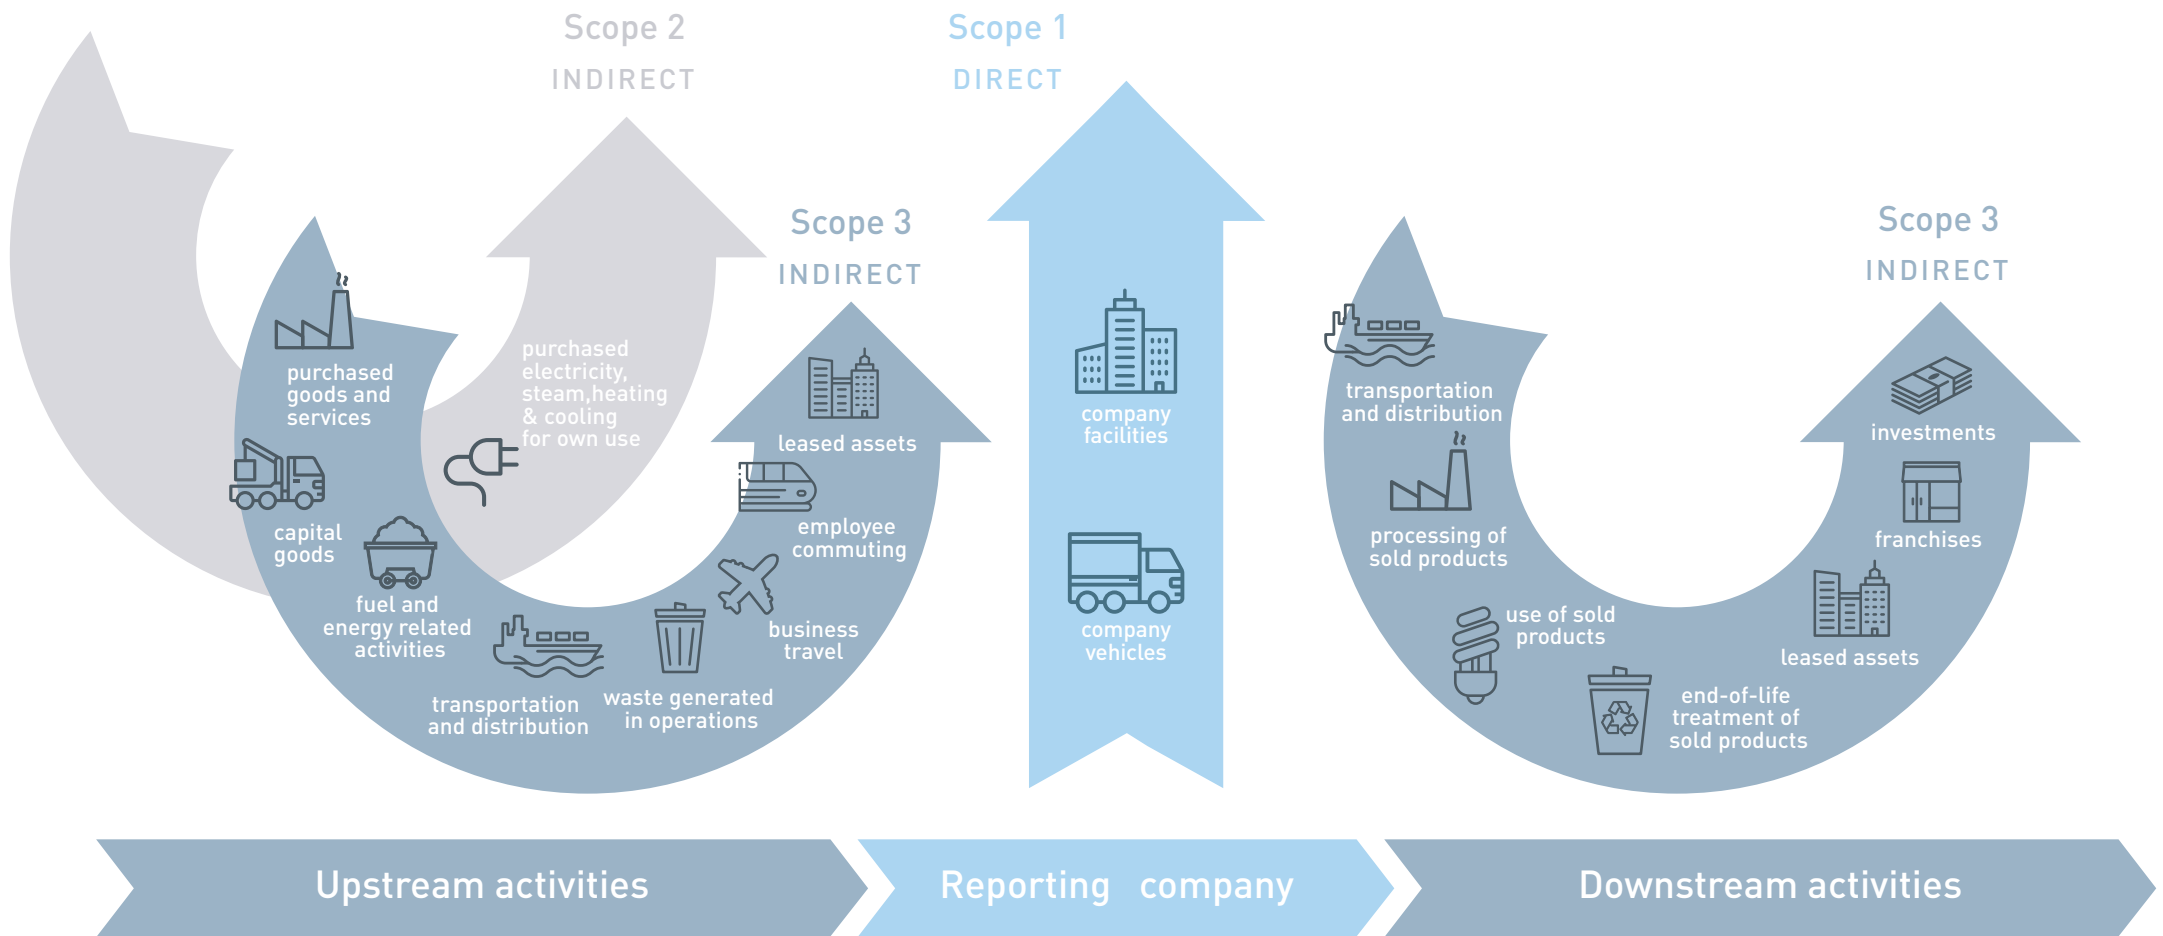 Scope 2
INDIRECT
Scope 1
DIRECT
Scope 3
INDIRECT
Scope 3
INDIRECT
purchased
goods and
services
capital
goods
fuel and
energy related
activities
transportation
and distribution
waste generated
in operations
business
travel
employee
commuting
leased assets
purchased
electricity,
steam,heating
& cooling
for own use
company
facilities
company
vehicles
transportation
and distribution
processing of
sold products
use of sold
products
end-of-life
treatment of
sold products
leased assets
franchises
investments
Upstream activities
Reporting company
Downstream activities